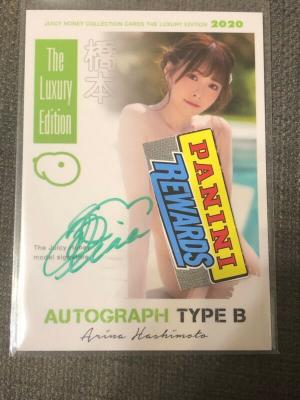 JUICY HONEY COLLECTION CARDS THE LUXURY EDITION 2020
The
Luxury
Edition
橋本
PANINI
REWARDS
The Juicy Honey
model signature
AUTOGRAPH TYPE B
Arina Hashimoto